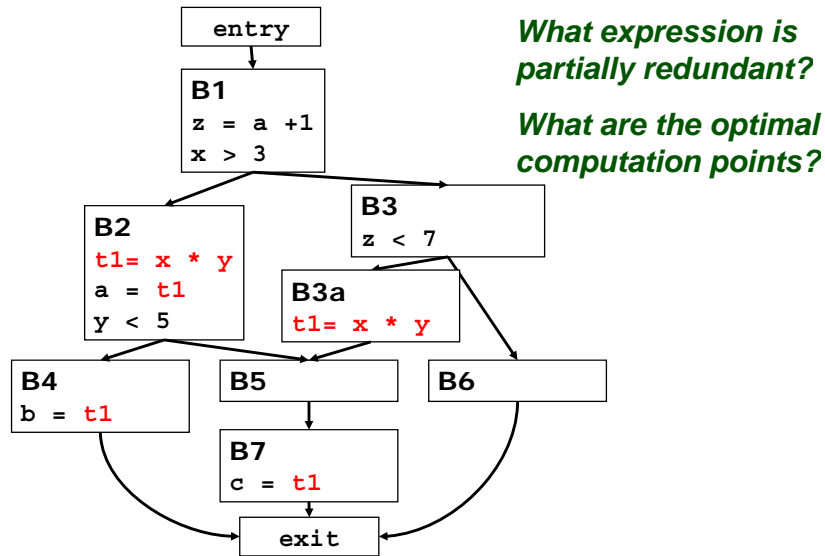 entry
What expression is
partially redundant?
What are the optimal
computation points?
B1
z = a +1
x > 3
B2
t1= x * y
a = t1
y < 5
B3
z < 7
B3a
t1= x * y
B4
b = t1
B5
B6
B7
c = t1
exit